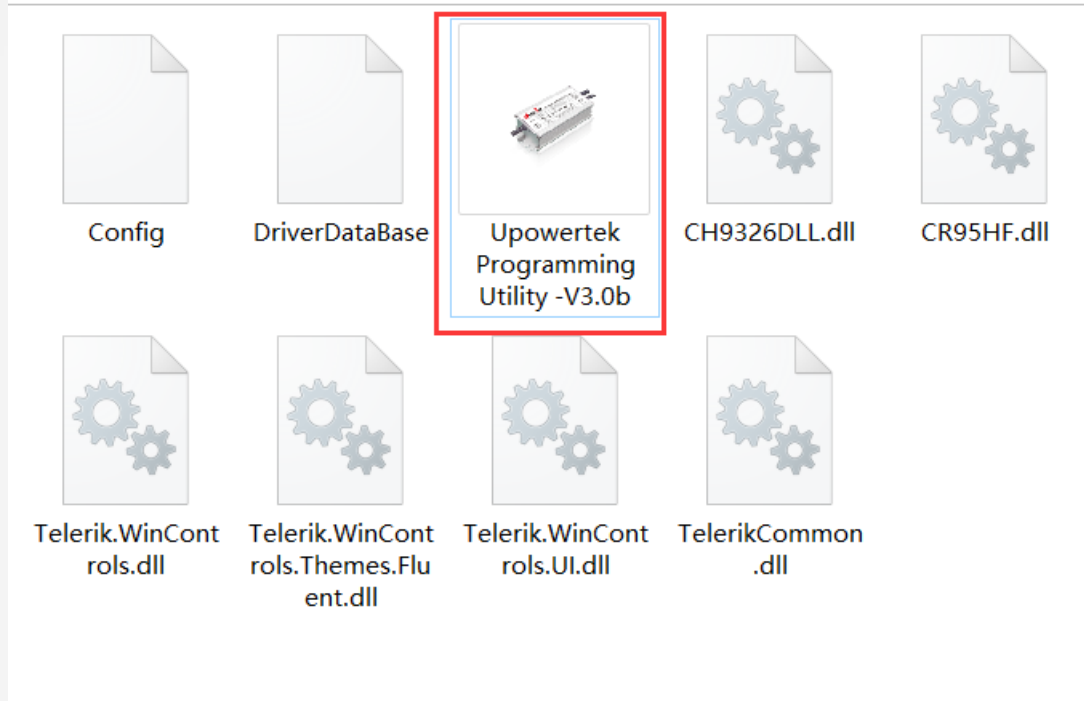 Config
DriverDataBase
Upowertek
Programming
Utility -V3.0b
CH9326DLL.dll
CR95HF.dll
Telerik.WinCont
rols.dll
Telerik.WinCont
rols.Themes.Flu
ent.dll
Telerik.WinCont
rols.UI.dll
TelerikCommon
.dll